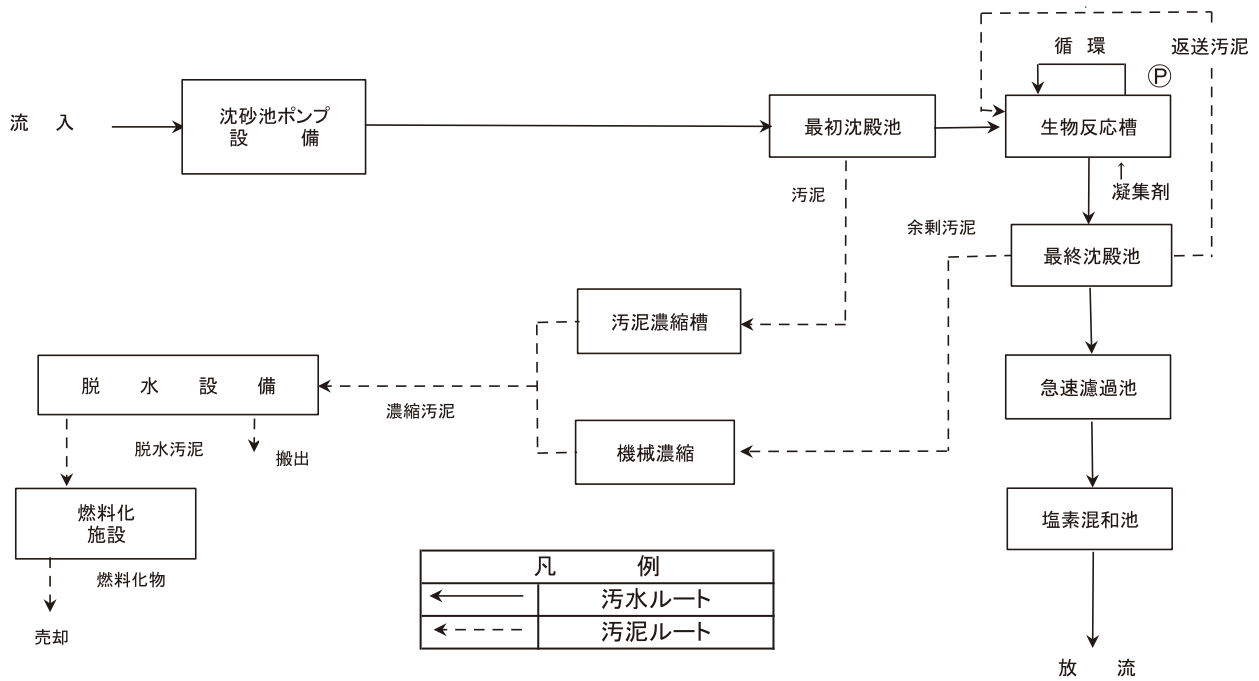 循環
返送汚泥
Ⓟ
流入
沈砂池ポンプ
設備
最初沈殿池
生物反応槽
凝集剤
汚泥
余剰汚泥
最終沈殿池
汚泥濃縮槽
脱水設備
濃縮汚泥
急速濾過池
脱水汚泥
搬出
機械濃縮
燃料化
施設
塩素混和池
燃料化物
売却
凡例
汚水ルート
汚泥ルート
放流